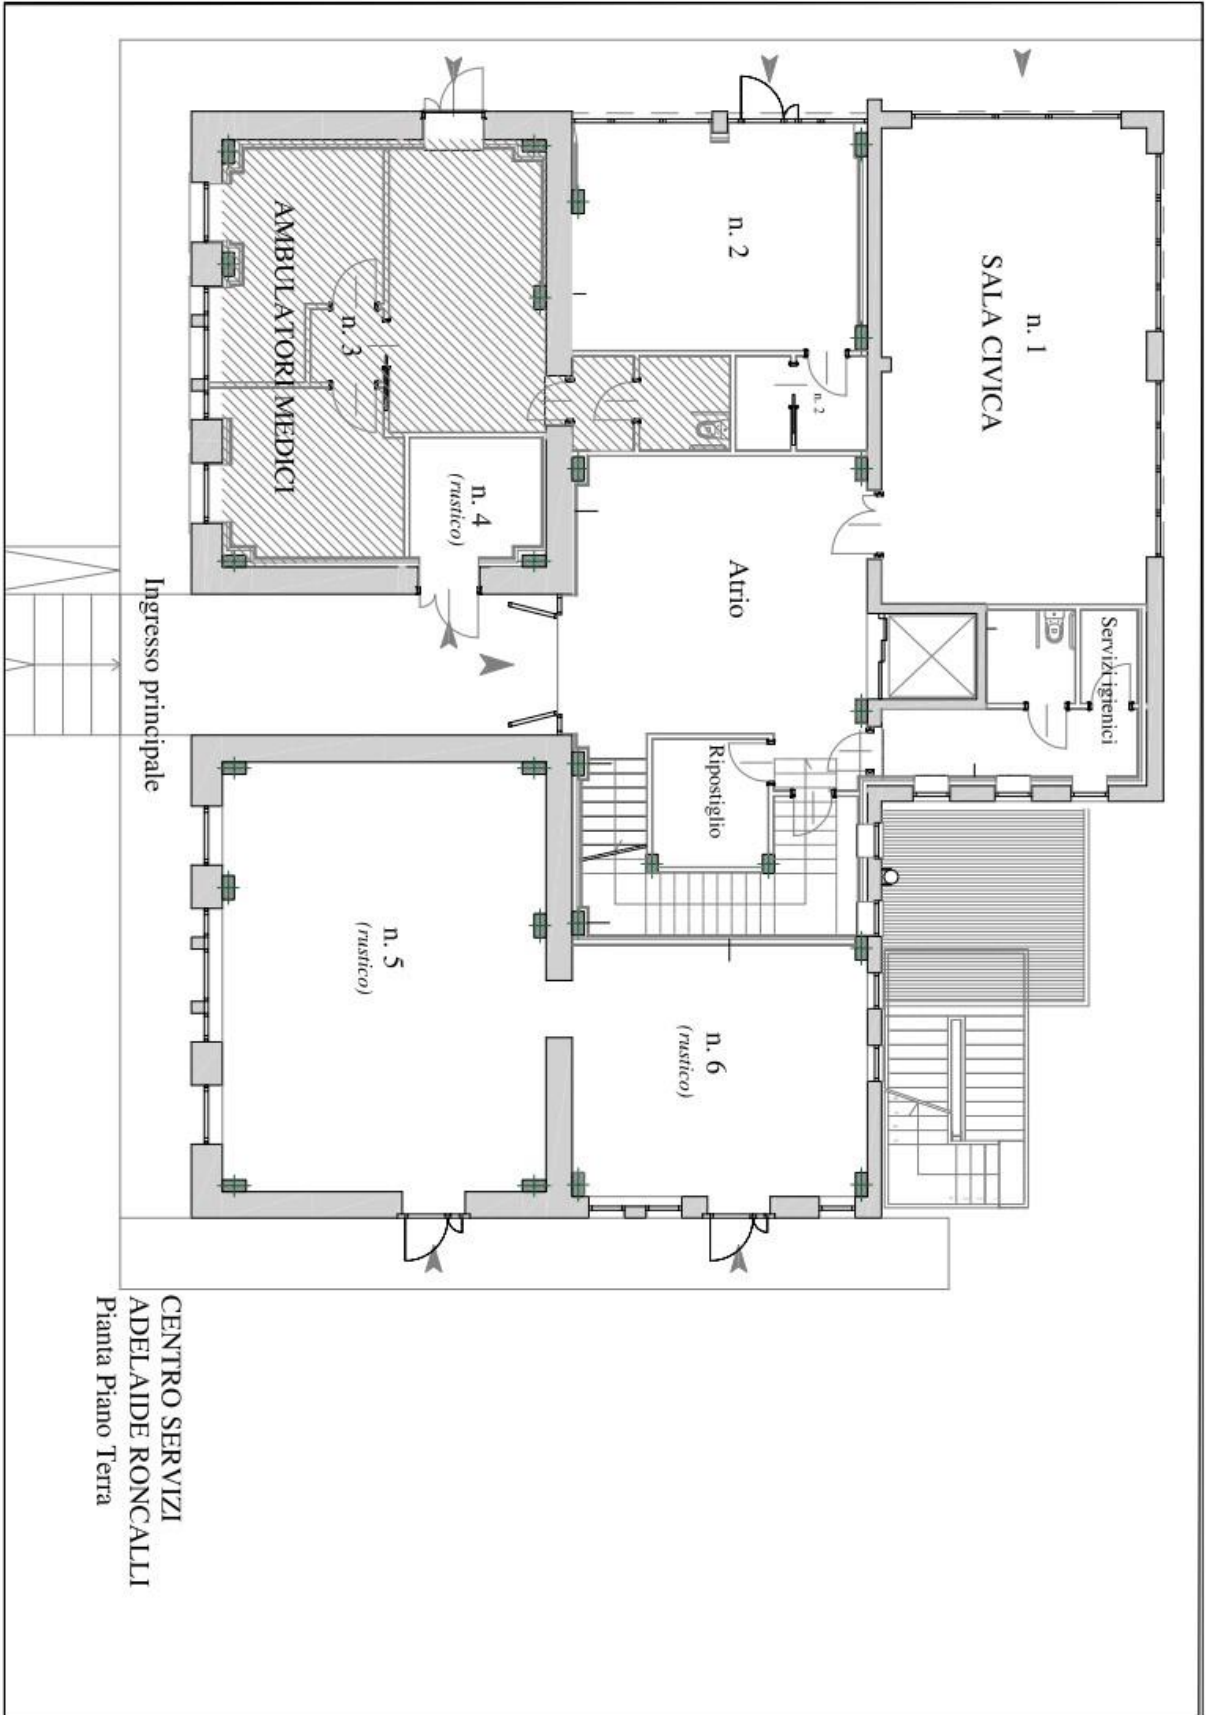 n. 1
SALA CIVICA
Servizi igienici
n. 2
n. 2
Atrio
Ripostiglio
n. 6
(rustico)
n. 3
AMBULATORI MEDICI
n. 4
(rustico)
n. 5
(rustico)
Ingresso principale
CENTRO SERVIZI
ADELAIDE RONCALLI
Pianta Piano Terra